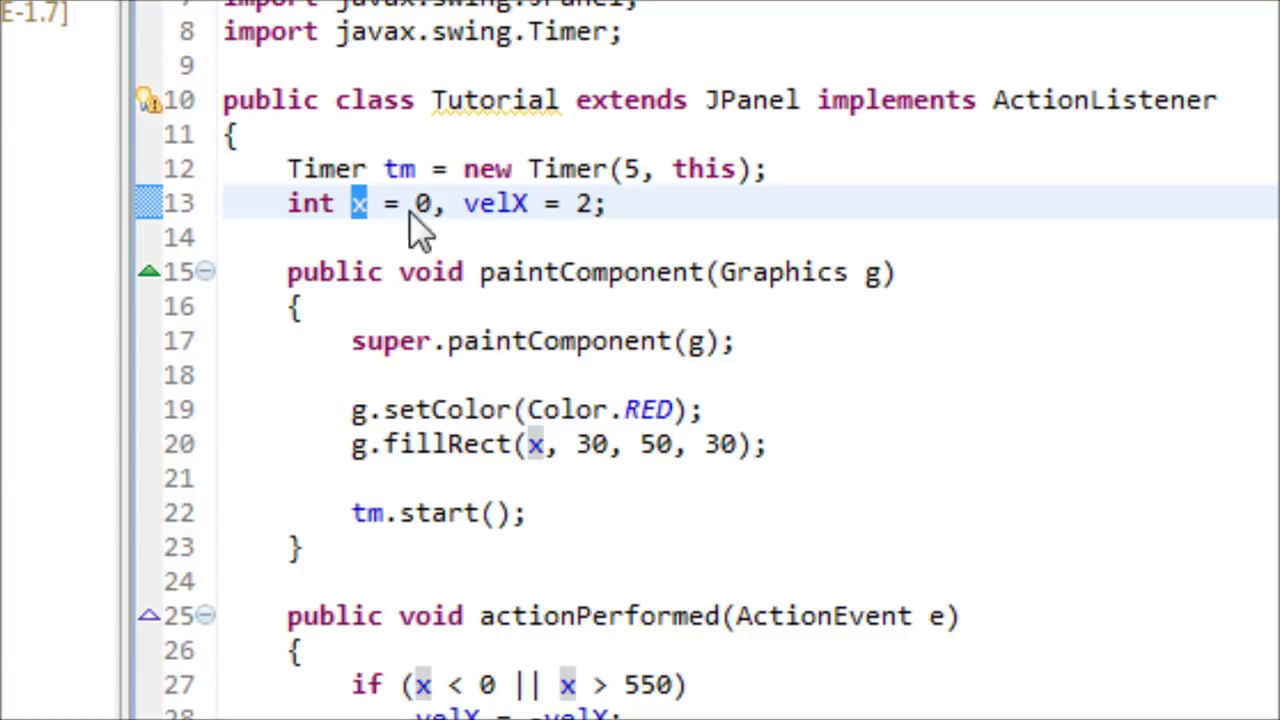 E-1.7]
import javax.swing.JPanel;
8 import javax.swing.Timer;
9
10 public class Tutorial extends JPanel implements ActionListener
11 {
12 Timer tm = new Timer(5, this);
13 int x = 0, velX = 2;
14
15 public void paintComponent(Graphics g)
16 {
17 super.paintComponent(g);
18
19 g.setColor(Color.RED);
20 g.fillRect(x, 30, 50, 30);
21
22 tm.start();
23 }
24
25 public void actionPerformed(ActionEvent e)
26 {
27 if (x < 0 || x > 550)
28 velX = -velX;